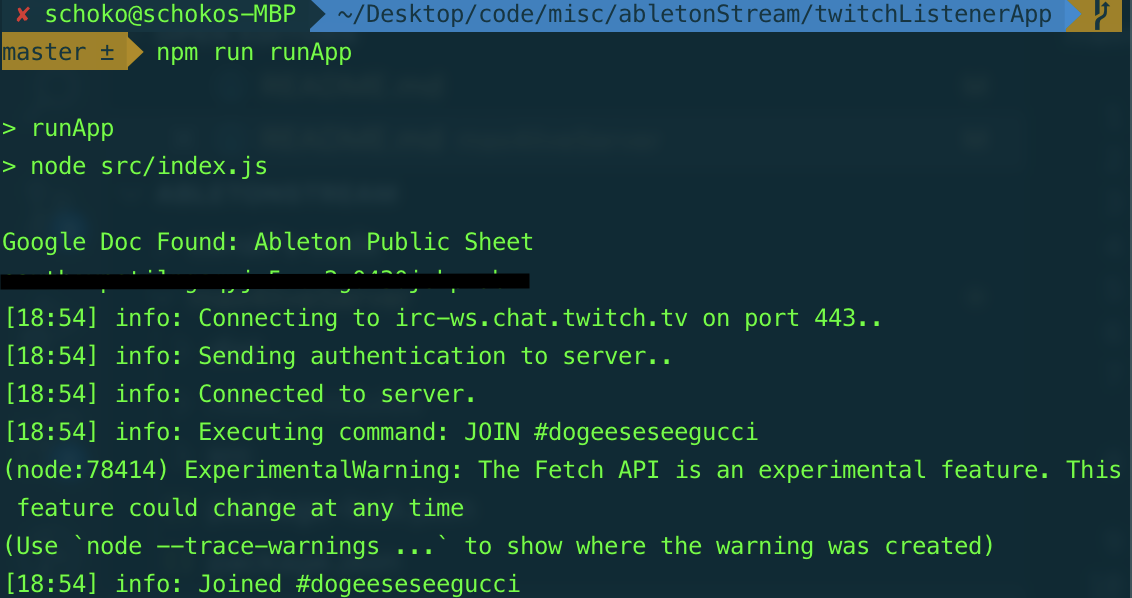 ✘ schoko@schokos-MBP ~/Desktop/code/misc/abletonStream/twitchListenerApp
master ± npm run runApp
> runApp
> node src/index.js
Google Doc Found: Ableton Public Sheet
[18:54] info: Connecting to irc-ws.chat.twitch.tv on port 443..
[18:54] info: Sending authentication to server..
[18:54] info: Connected to server.
[18:54] info: Executing command: JOIN #dogeeseseegucci
(node:78414) ExperimentalWarning: The Fetch API is an experimental feature. This
feature could change at any time
(Use `node --trace-warnings ...` to show where the warning was created)
[18:54] info: Joined #dogeeseseegucci